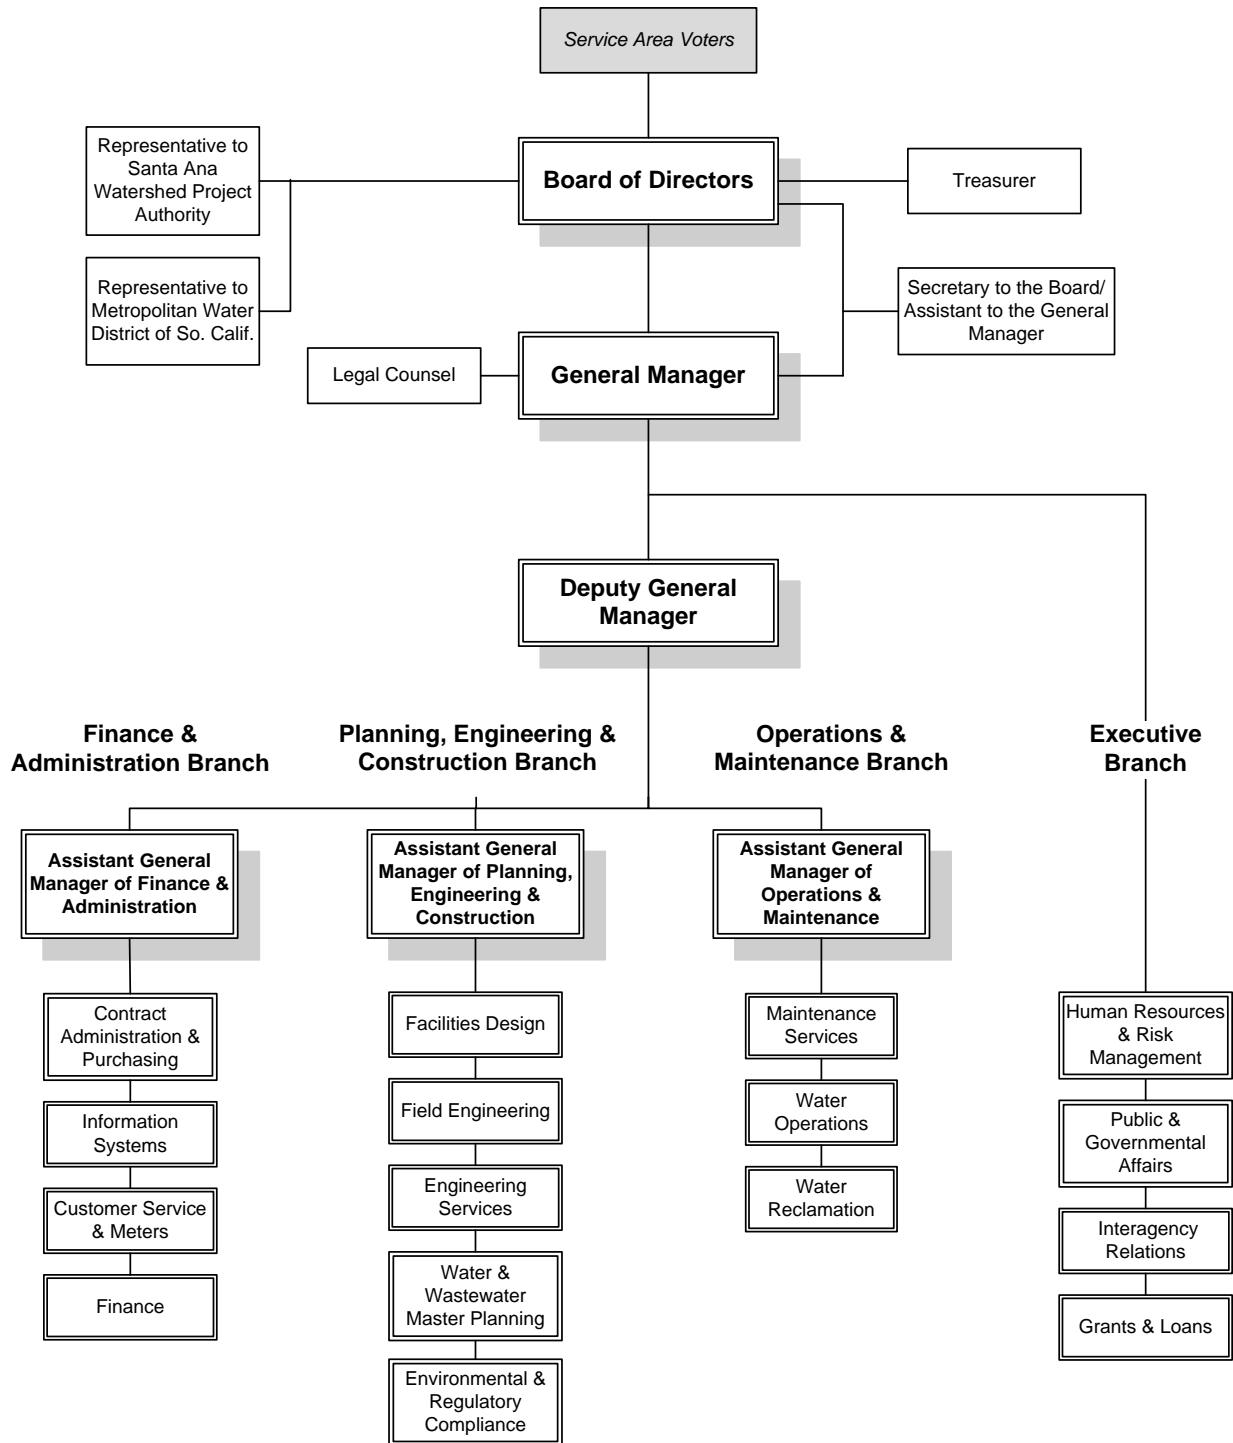 Service Area Voters
Representative to
Santa Ana
Watershed Project
Authority
Board of Directors
Treasurer
Representative to
Metropolitan Water
District of So. Calif.
Secretary to the Board/
Assistant to the General
Manager
Legal Counsel
General Manager
Deputy General
Manager
Finance &
Administration Branch
Planning, Engineering &
Construction Branch
Operations &
Maintenance Branch
Executive
Branch
Assistant General
Manager of Finance &
Administration
Assistant General
Manager of Planning,
Engineering &
Construction
Assistant General
Manager of
Operations &
Maintenance
Contract
Administration &
Purchasing
Information
Systems
Customer Service
& Meters
Finance
Facilities Design
Field Engineering
Engineering
Services
Water &
Wastewater
Master Planning
Environmental &
Regulatory
Compliance
Maintenance
Services
Water
Operations
Water
Reclamation
Human Resources
& Risk
Management
Public &
Governmental
Affairs
Interagency
Relations
Grants & Loans